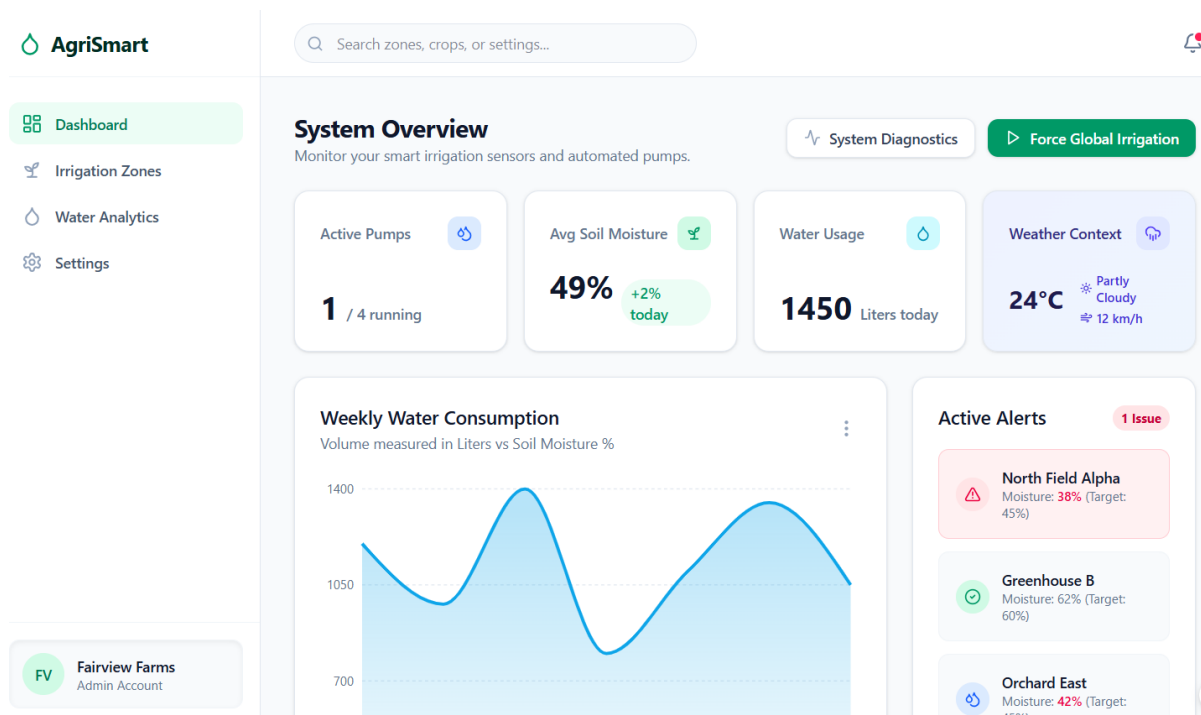 AgriSmart
Search zones, crops, or settings...
Dashboard
Irrigation Zones
Water Analytics
Settings
Fairview Farms
Admin Account
FV
System Overview
Monitor your smart irrigation sensors and automated pumps.
System Diagnostics
Force Global Irrigation
Active Pumps
1 / 4 running
Avg Soil Moisture
49%
+2%
today
Water Usage
1450 Liters today
Weather Context
24°C
Partly
Cloudy
12 km/h
Weekly Water Consumption
Volume measured in Liters vs Soil Moisture %
1400
1050
700
Active Alerts
1 Issue
North Field Alpha
Moisture: 38% (Target:
45%)
Greenhouse B
Moisture: 62% (Target:
60%)
Orchard East
Moisture: 42% (Target: